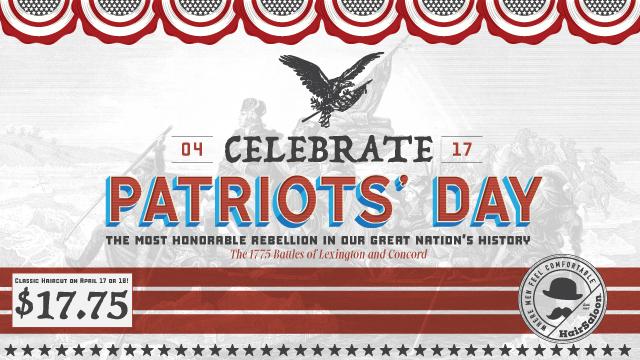 04 CELEBRATE 17
PATRIOTS' DAY
THE MOST HONORABLE REBELLION IN OUR GREAT NATION'S HISTORY
The 1775 Battles of Lexington and Concord
Classic Haircut on April 17 or 18!
$17.75
WHERE MEN FEEL COMFORTABLE
HairSaloon